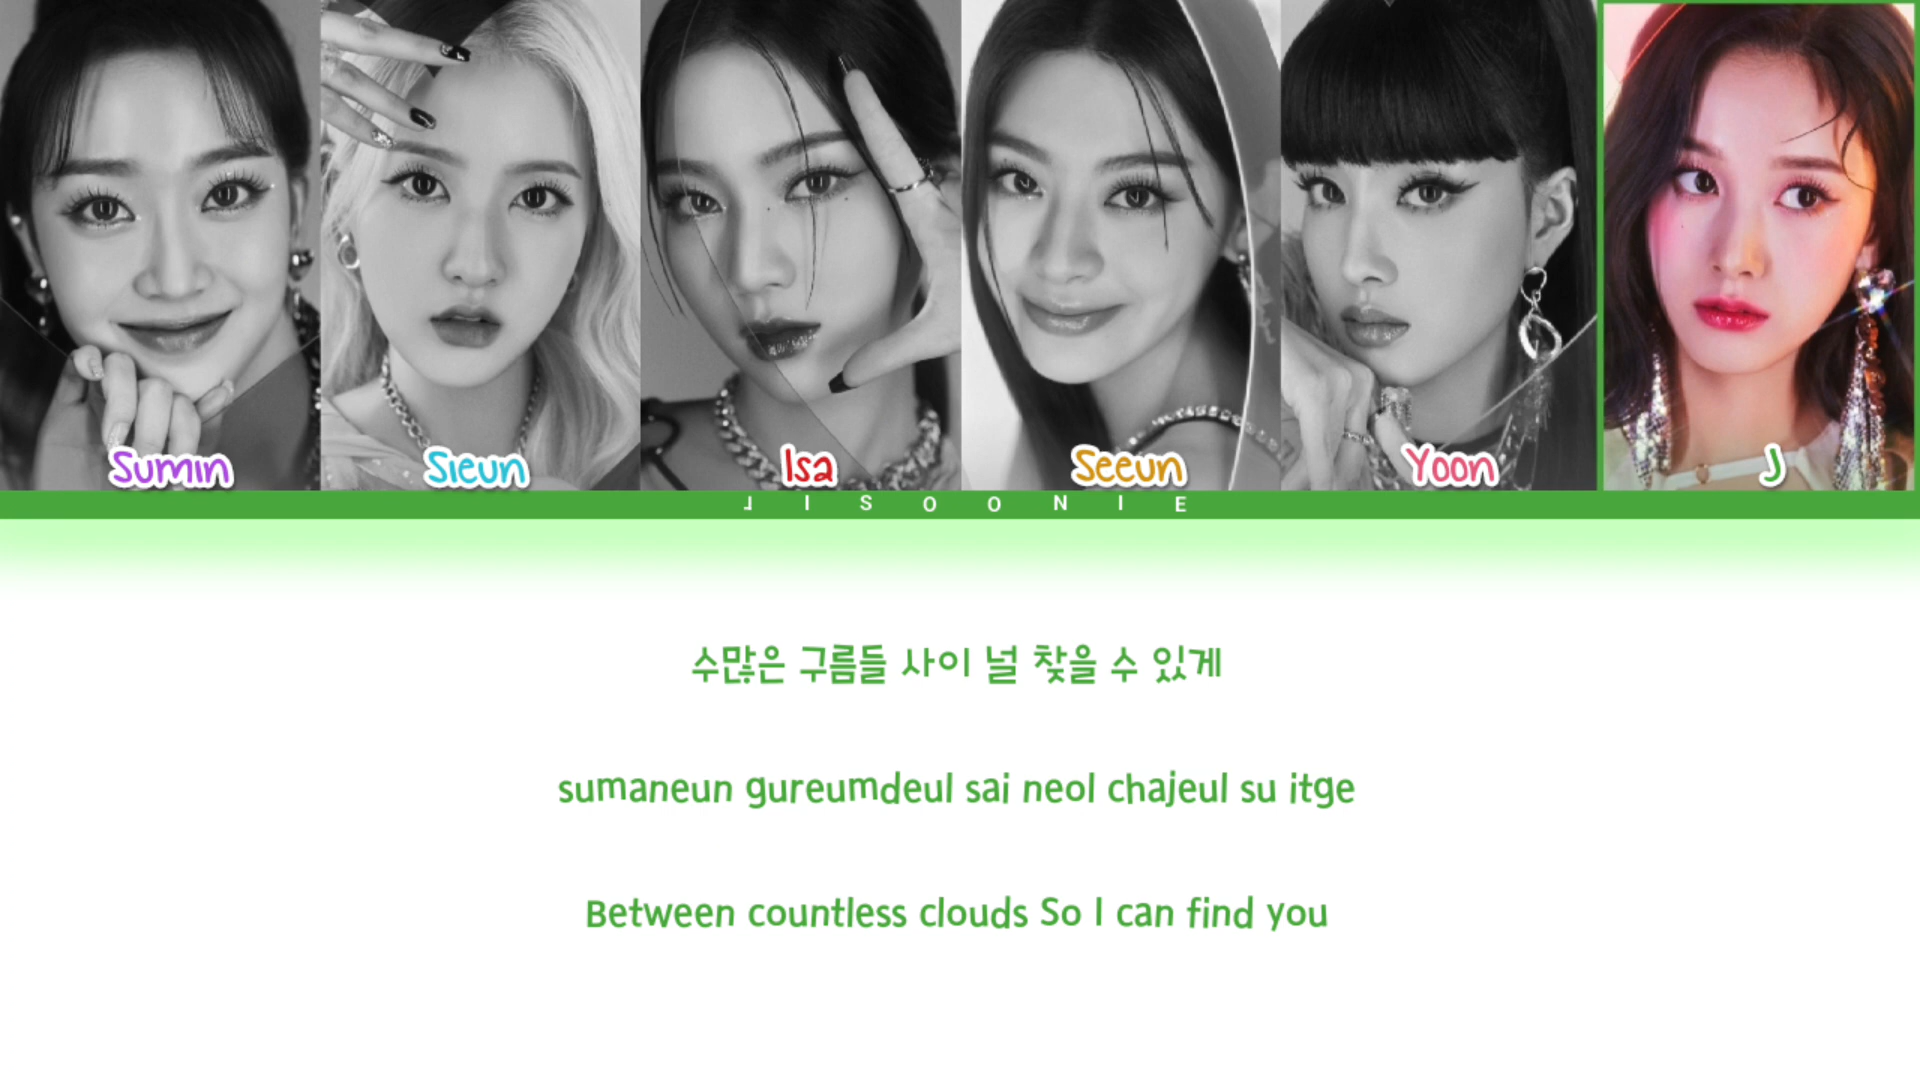 Sumin Sieun Isa Seeun Yoon J
JISOONIE
수많은 구름들 사이 널 찾을 수 있게
sumaneun gureumdeul sai neol chajeul su itge
Between countless clouds So I can find you